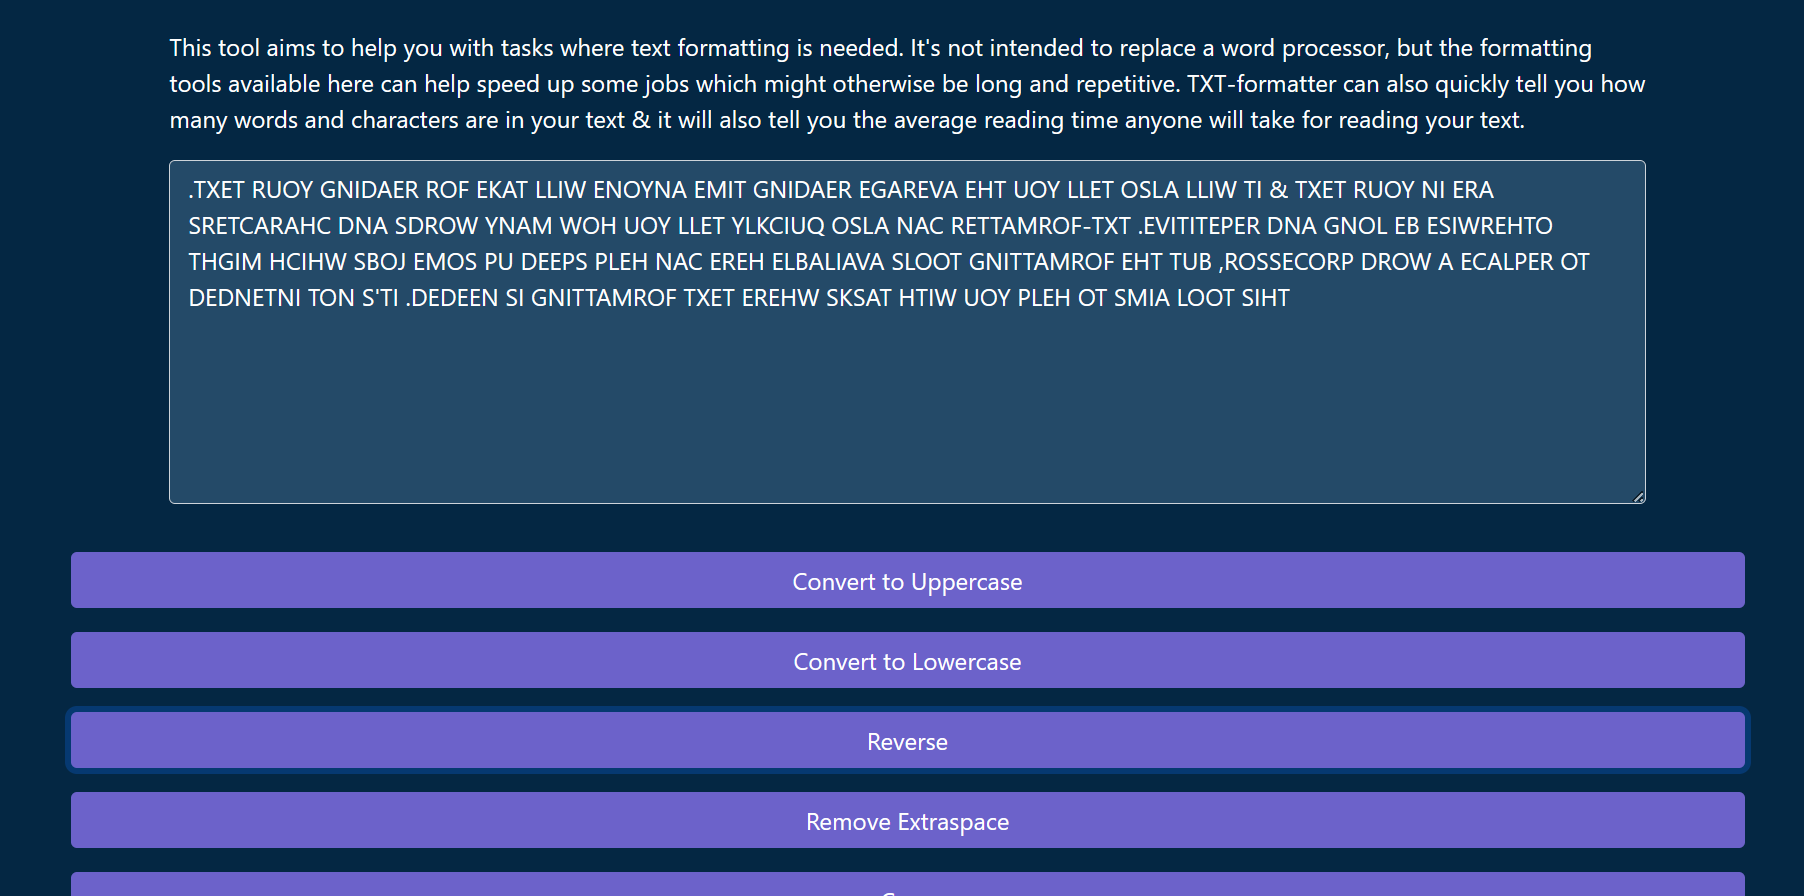 This tool aims to help you with tasks where text formatting is needed. It's not intended to replace a word processor, but the formatting
tools available here can help speed up some jobs which might otherwise be long and repetitive. TXT-formatter can also quickly tell you how
many words and characters are in your text & it will also tell you the average reading time anyone will take for reading your text.
.TXET RUOY GNIDAER ROF EKAT LLIW ENOYNA EMIT GNIDAER EGAREVA EHT UOY LLET OSLA LLIW TI & TXET RUOY NI ERA
SRETCARAHC DNA SDROW YNAM WOH UOY LLET YLKCIUQ OSLA NAC RETTAMROF-TXT .EVITITEPER DNA GNOL EB ESIWREHTO
THGIM HCIHW SBOJ EMOS PU DEEPS PLEH NAC EREH ELBALIAVA SLOOT GNITTAMROF EHT TUB ,ROSSECORP DROW A ECALPER OT
DEDNETNI TON S'TI .DEDEEN SI GNITTAMROF TXET EREHW SKSAT HTIW UOY PLEH OT SMIA LOOT SIHT
Convert to Uppercase
Convert to Lowercase
Reverse
Remove Extraspace